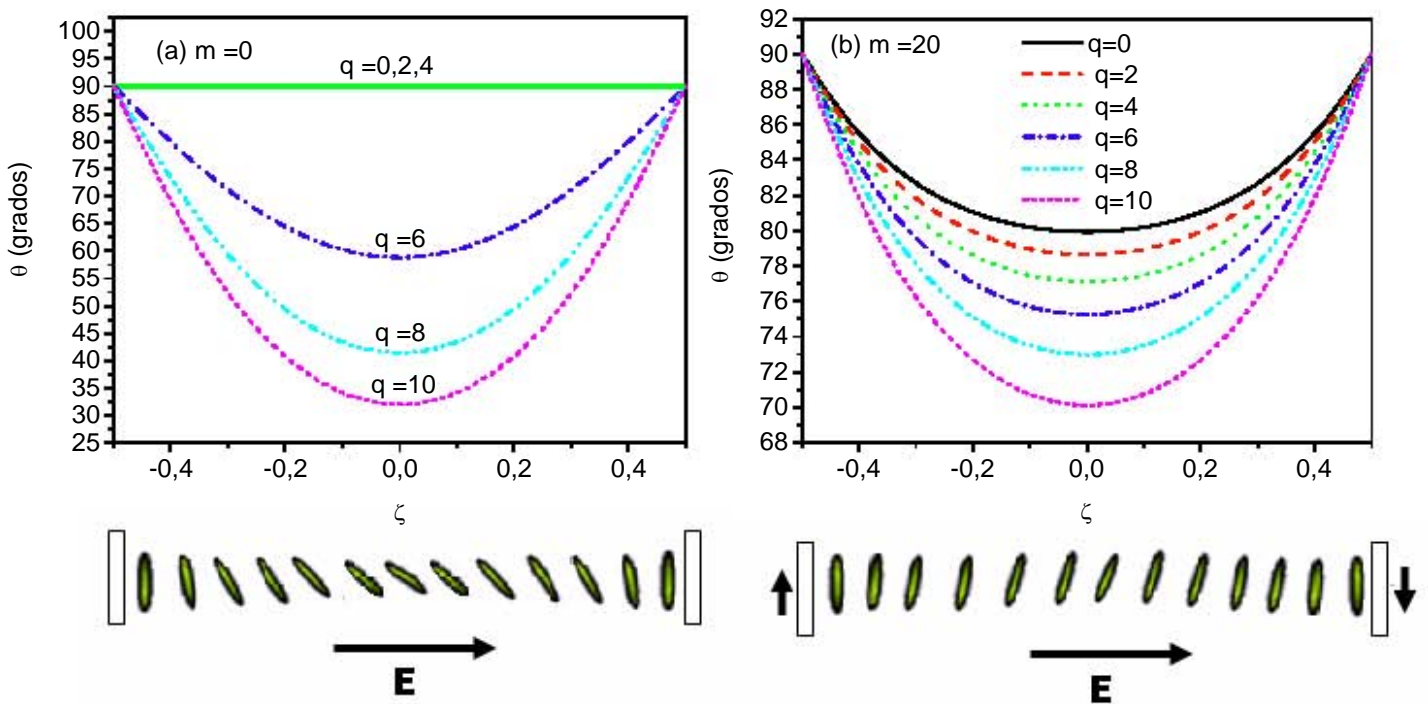 (a) m =0
q =0,2,4
q =6
q =8
q =10
100
95
90
85
80
75
70
65
60
55
50
45
40
35
30
25
θ (grados)
-0,4 -0,2 0,0 0,2 0,4
ζ
E
(b) m =20
q=0
q=2
q=4
q=6
q=8
q=10
92
90
88
86
84
82
80
78
76
74
72
70
68
θ (grados)
-0,4 -0,2 0,0 0,2 0,4
ζ
E